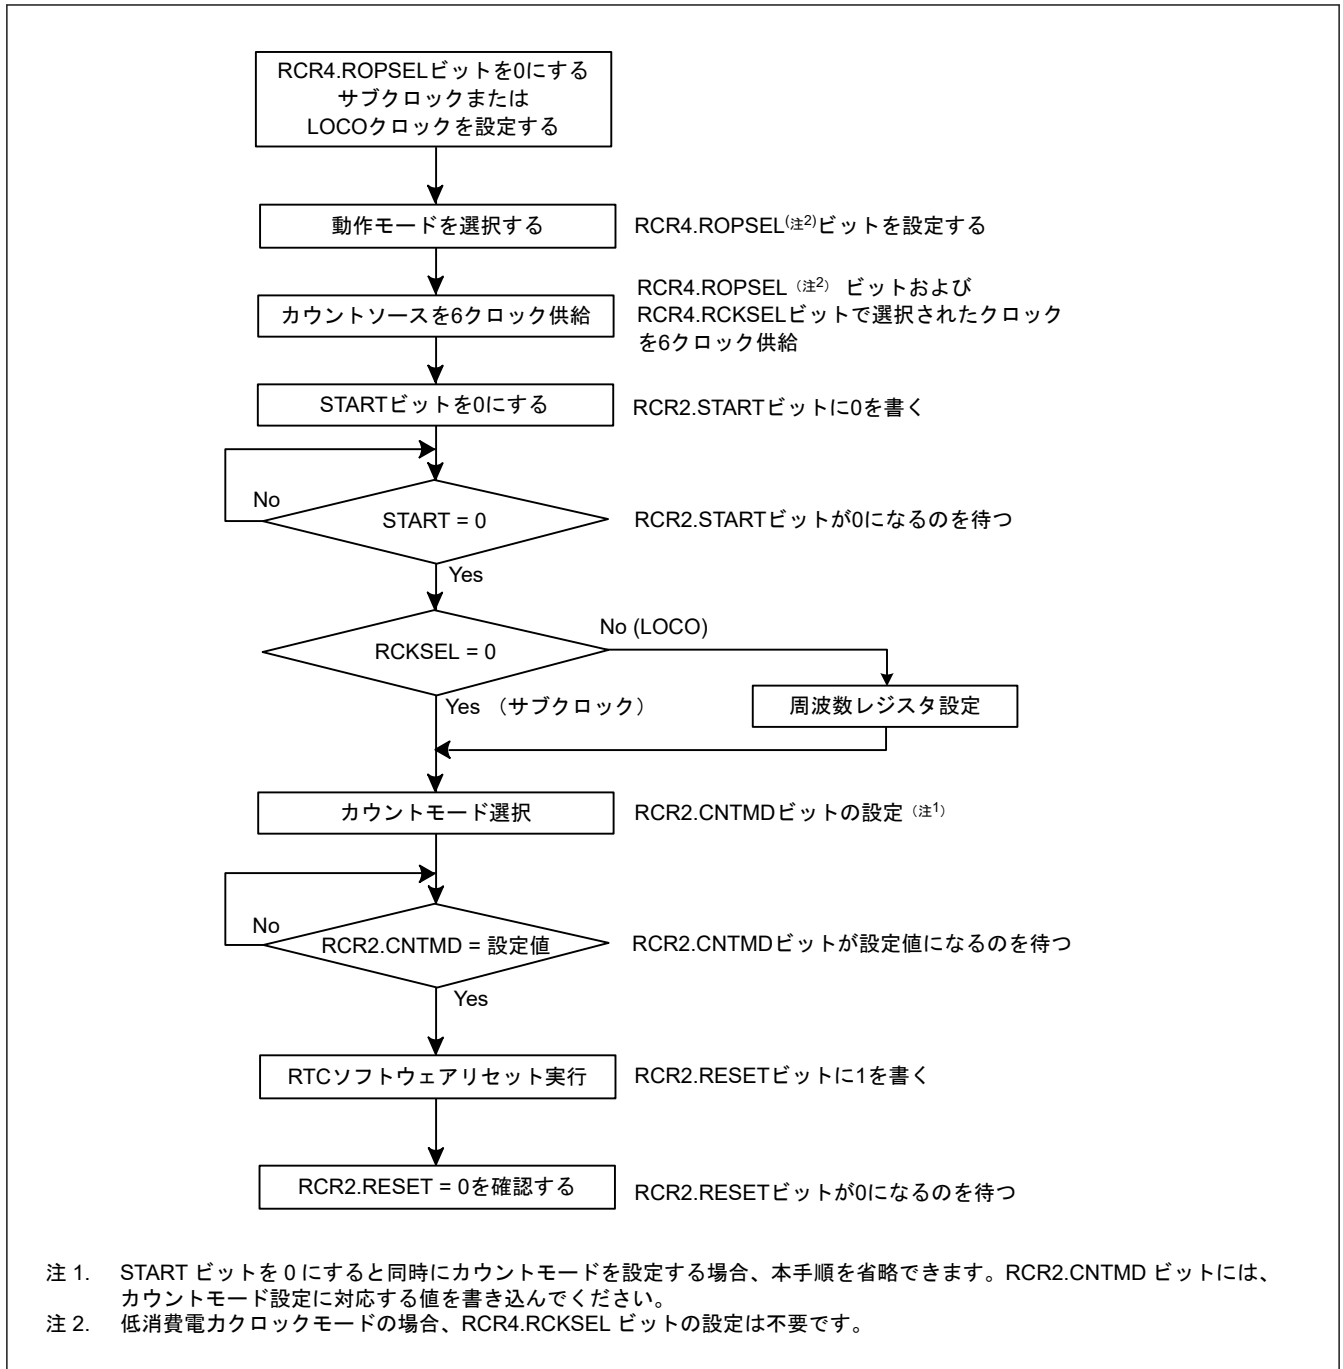 RCR4.ROPSELビットを0にする
サブクロックまたは
LOCOクロックを設定する
動作モードを選択する
RCR4.ROPSEL(注2)ビットを設定する
カウントソースを6クロック供給
RCR4.ROPSEL（注2） ビットおよび
RCR4.RCKSELビットで選択されたクロック
を6クロック供給
STARTビットを0にする
RCR2.STARTビットに0を書く
No
START = 0
RCR2.STARTビットが0になるのを待つ
Yes
No (LOCO)
RCKSEL = 0
Yes （サブクロック）
周波数レジスタ設定
カウントモード選択
RCR2.CNTMDビットの設定（注1）
No
RCR2.CNTMD = 設定値
RCR2.CNTMDビットが設定値になるのを待つ
Yes
RTCソフトウェアリセット実行
RCR2.RESETビットに1を書く
RCR2.RESET = 0を確認する
RCR2.RESETビットが0になるのを待つ
注 1. START ビットを 0 にすると同時にカウントモードを設定する場合、本手順を省略できます。RCR2.CNTMD ビットには、
カウントモード設定に対応する値を書き込んでください。
注 2. 低消費電力クロックモードの場合、RCR4.RCKSEL ビットの設定は不要です。